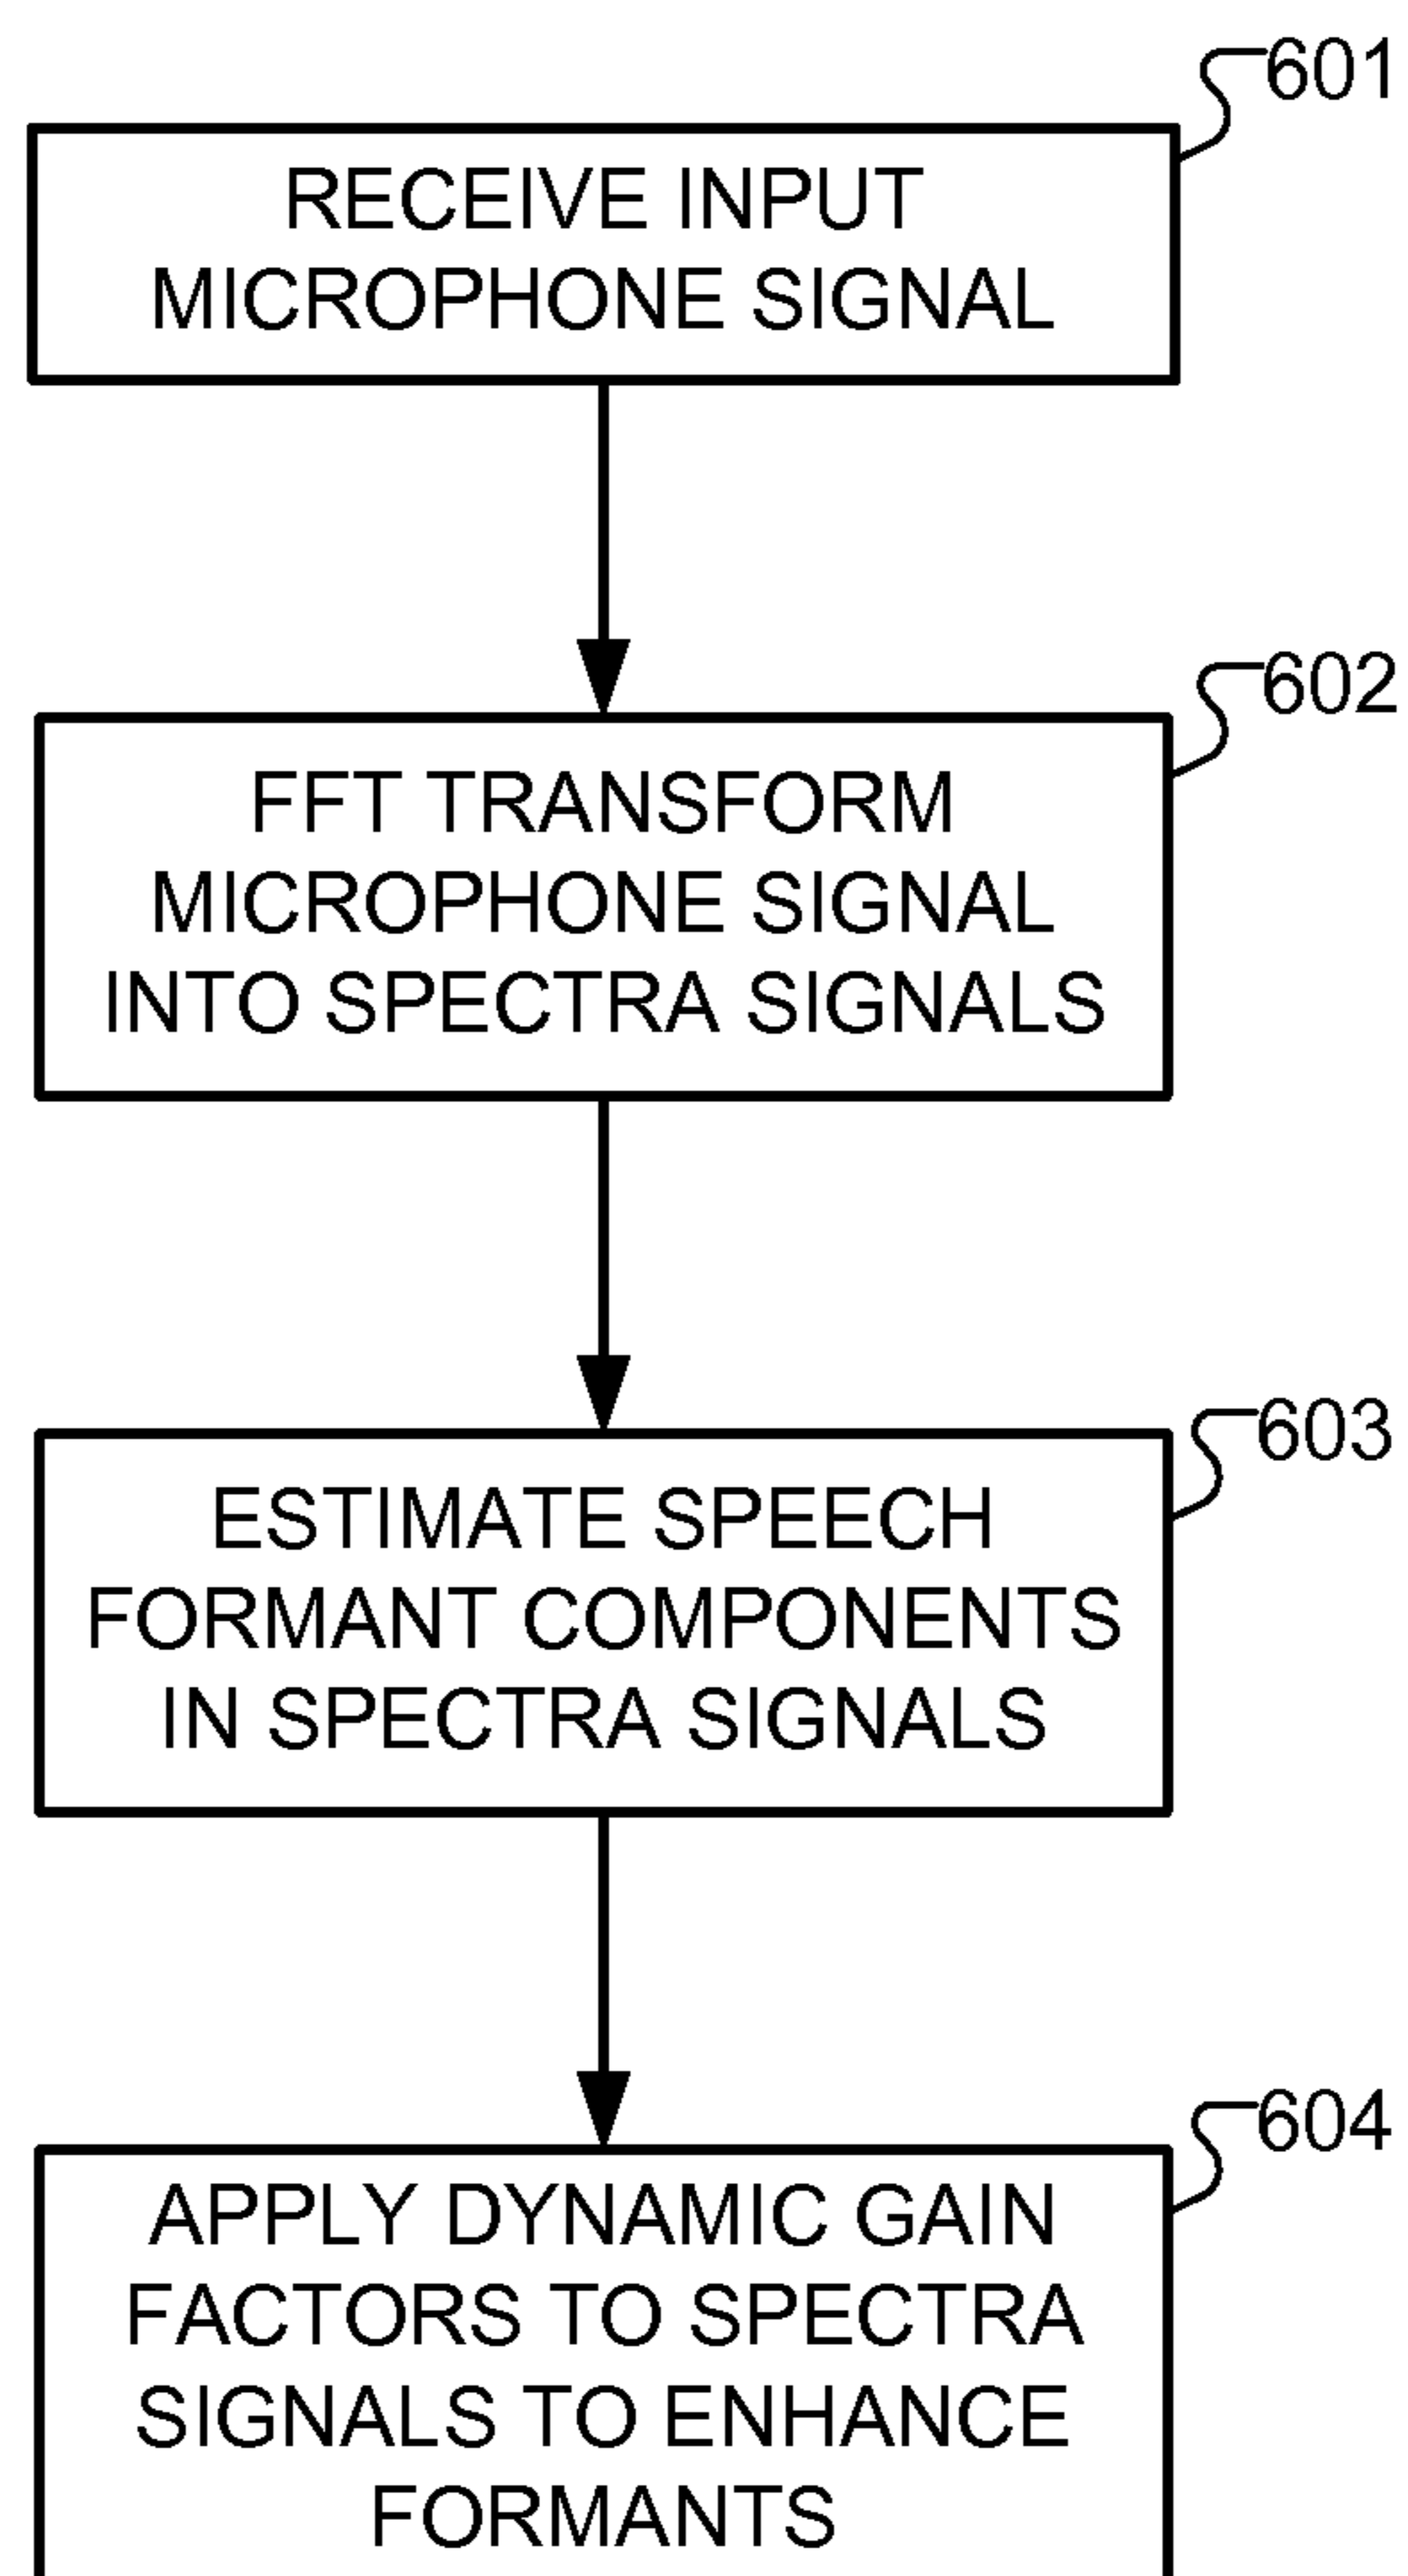 601
RECEIVE INPUT
MICROPHONE SIGNAL
602
FFT TRANSFORM
MICROPHONE SIGNAL
INTO SPECTRA SIGNALS
603
ESTIMATE SPEECH
FORMANT COMPONENTS
IN SPECTRA SIGNALS
604
APPLY DYNAMIC GAIN
FACTORS TO SPECTRA
SIGNALS TO ENHANCE
FORMANTS